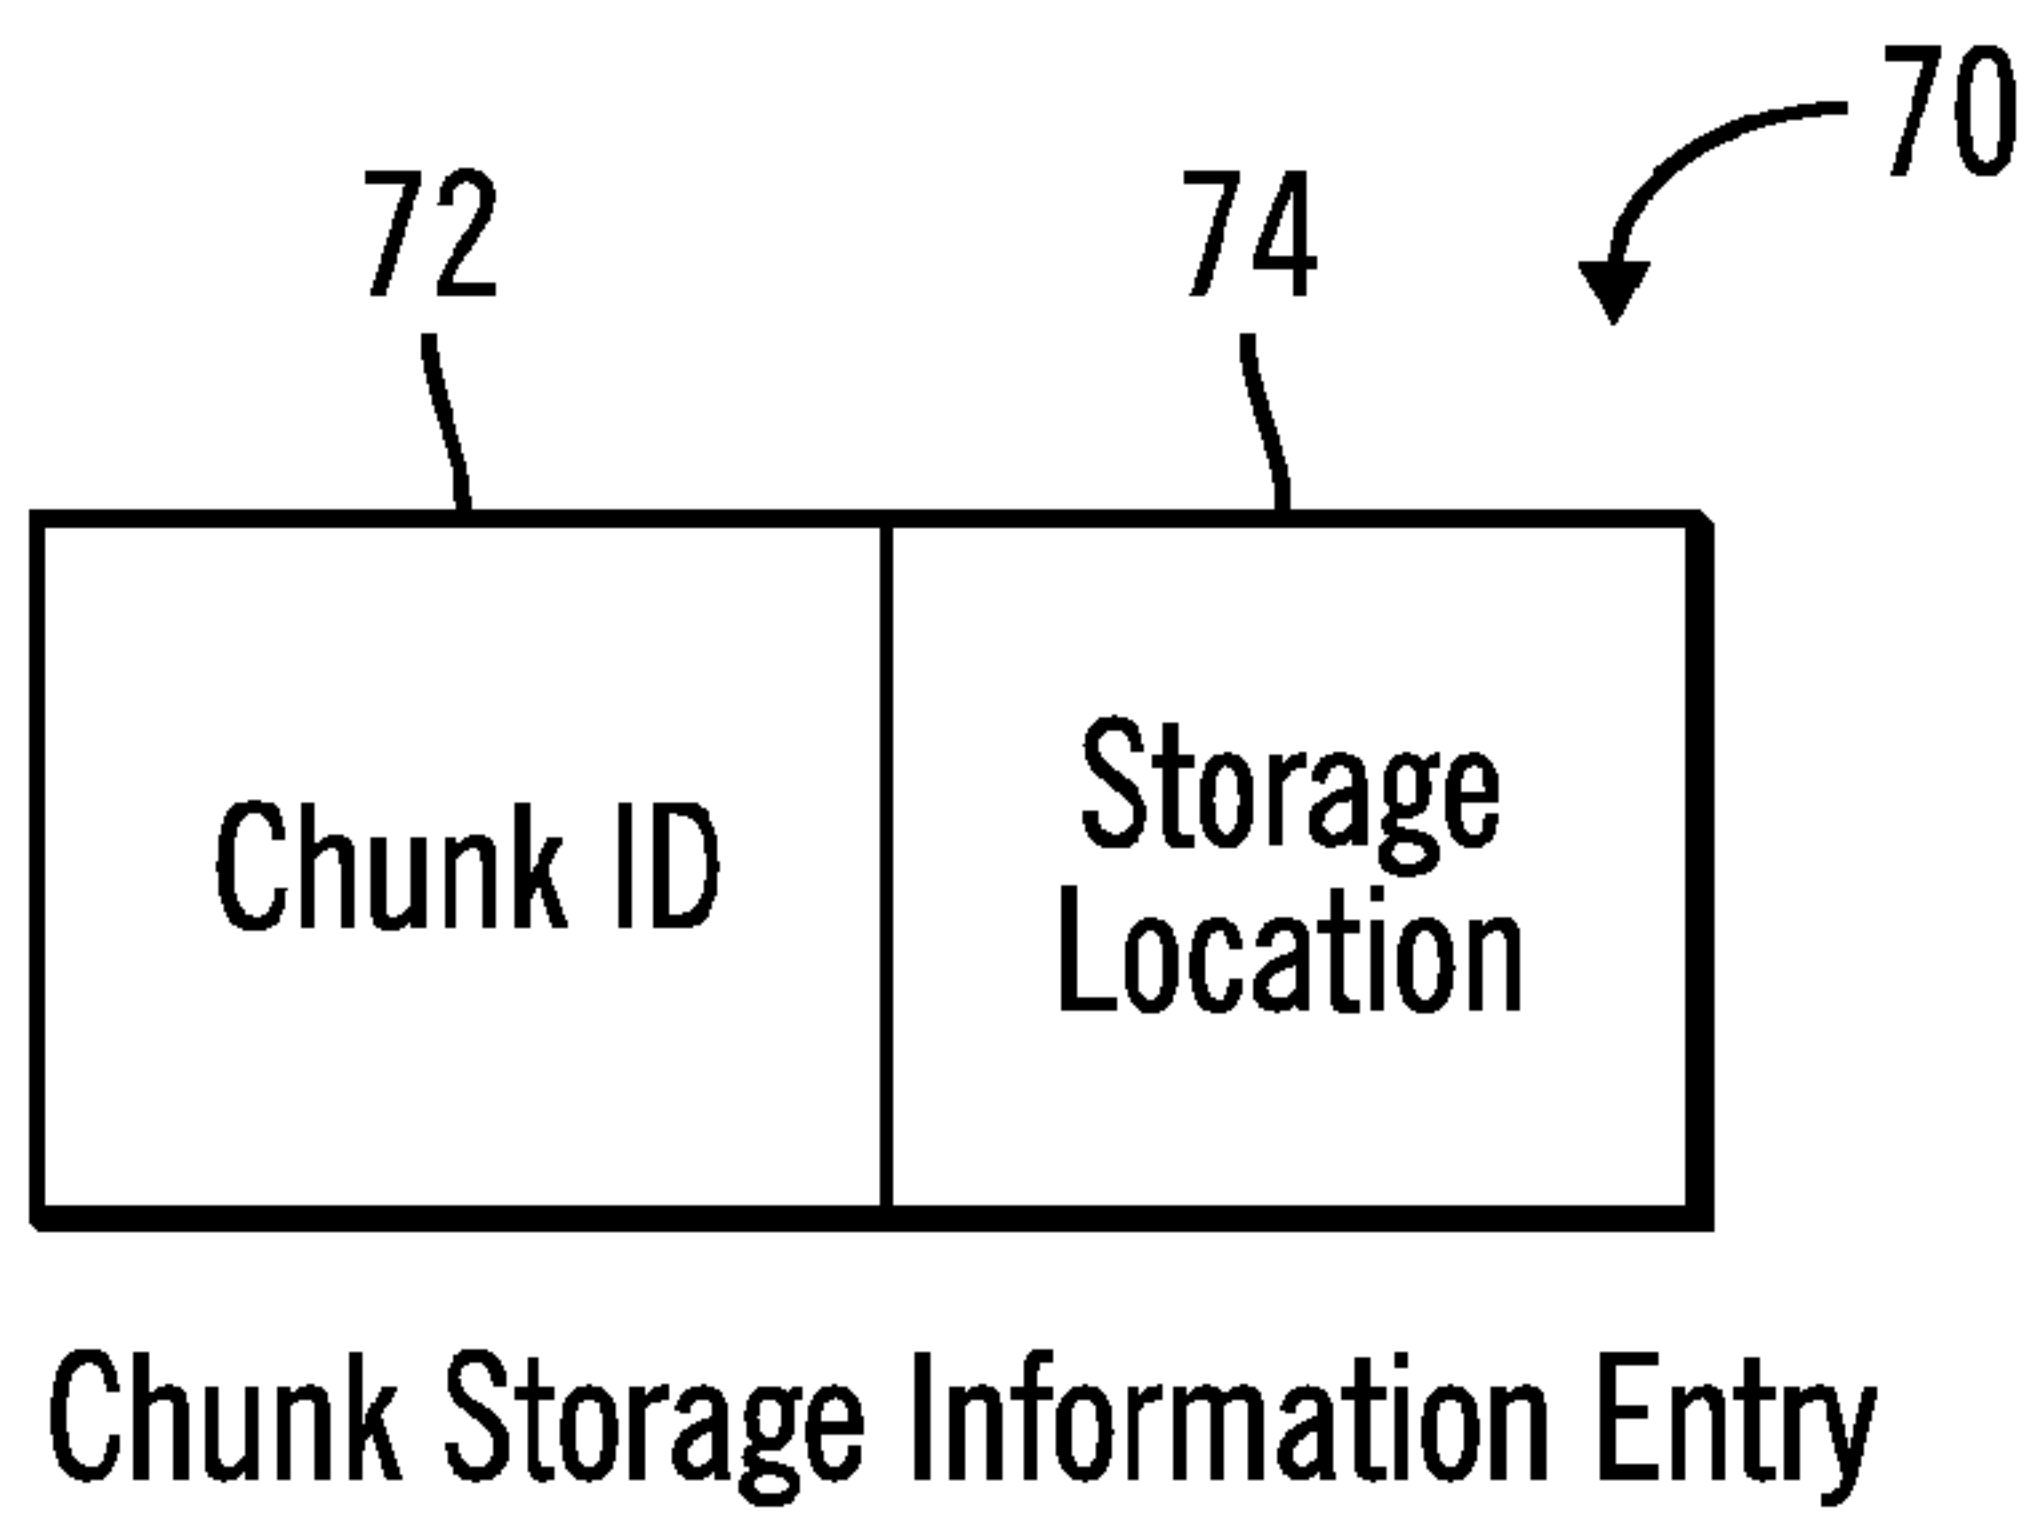 70
72
74
Chunk ID
Storage
Location
Chunk Storage Information Entry